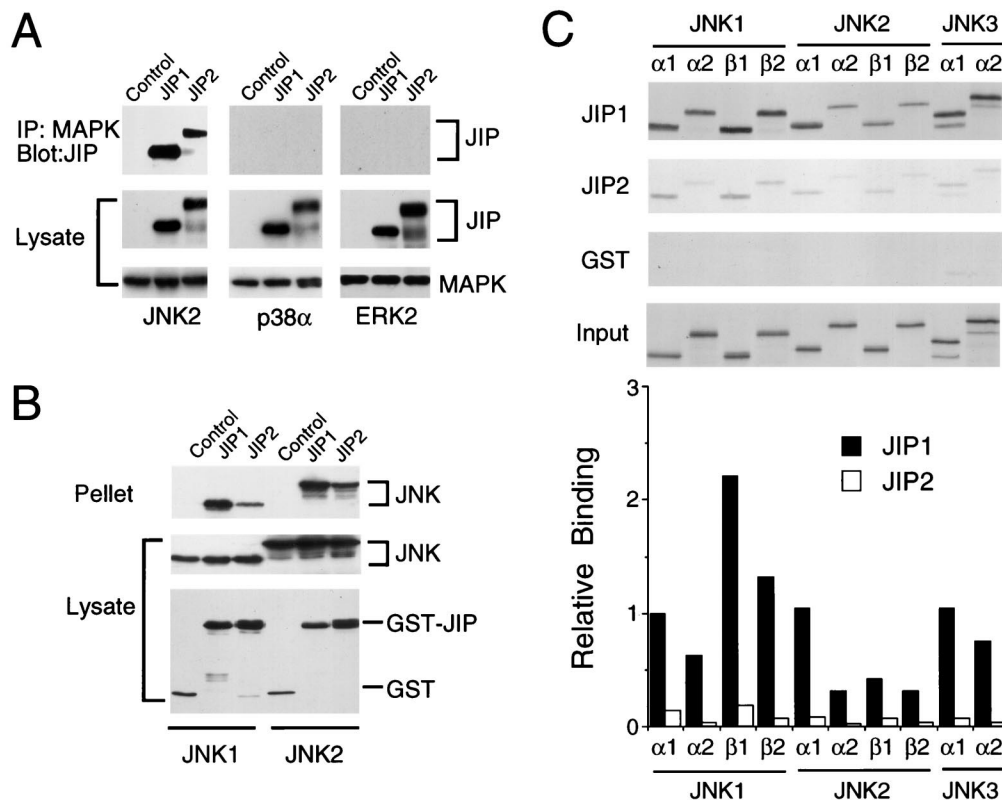 A
Control
JIP1
JIP2
Control
JIP1
JIP2
Control
JIP1
JIP2
IP: MAPK
Blot:JIP
JIP
Lysate
JIP
MAPK
JNK2
p38α
ERK2
B
Control
JIP1
JIP2
Control
JIP1
JIP2
Pellet
JNK
Lysate
JNK
GST-JIP
GST
JNK1
JNK2
C
JNK1 JNK2 JNK3
α1 α2 β1 β2 α1 α2 β1 β2 α1 α2
JIP1
JIP2
GST
Input
3
2
1
0
Relative Binding
JIP1
JIP2
α1 α2 β1 β2 α1 α2 β1 β2 α1 α2
JNK1 JNK2 JNK3